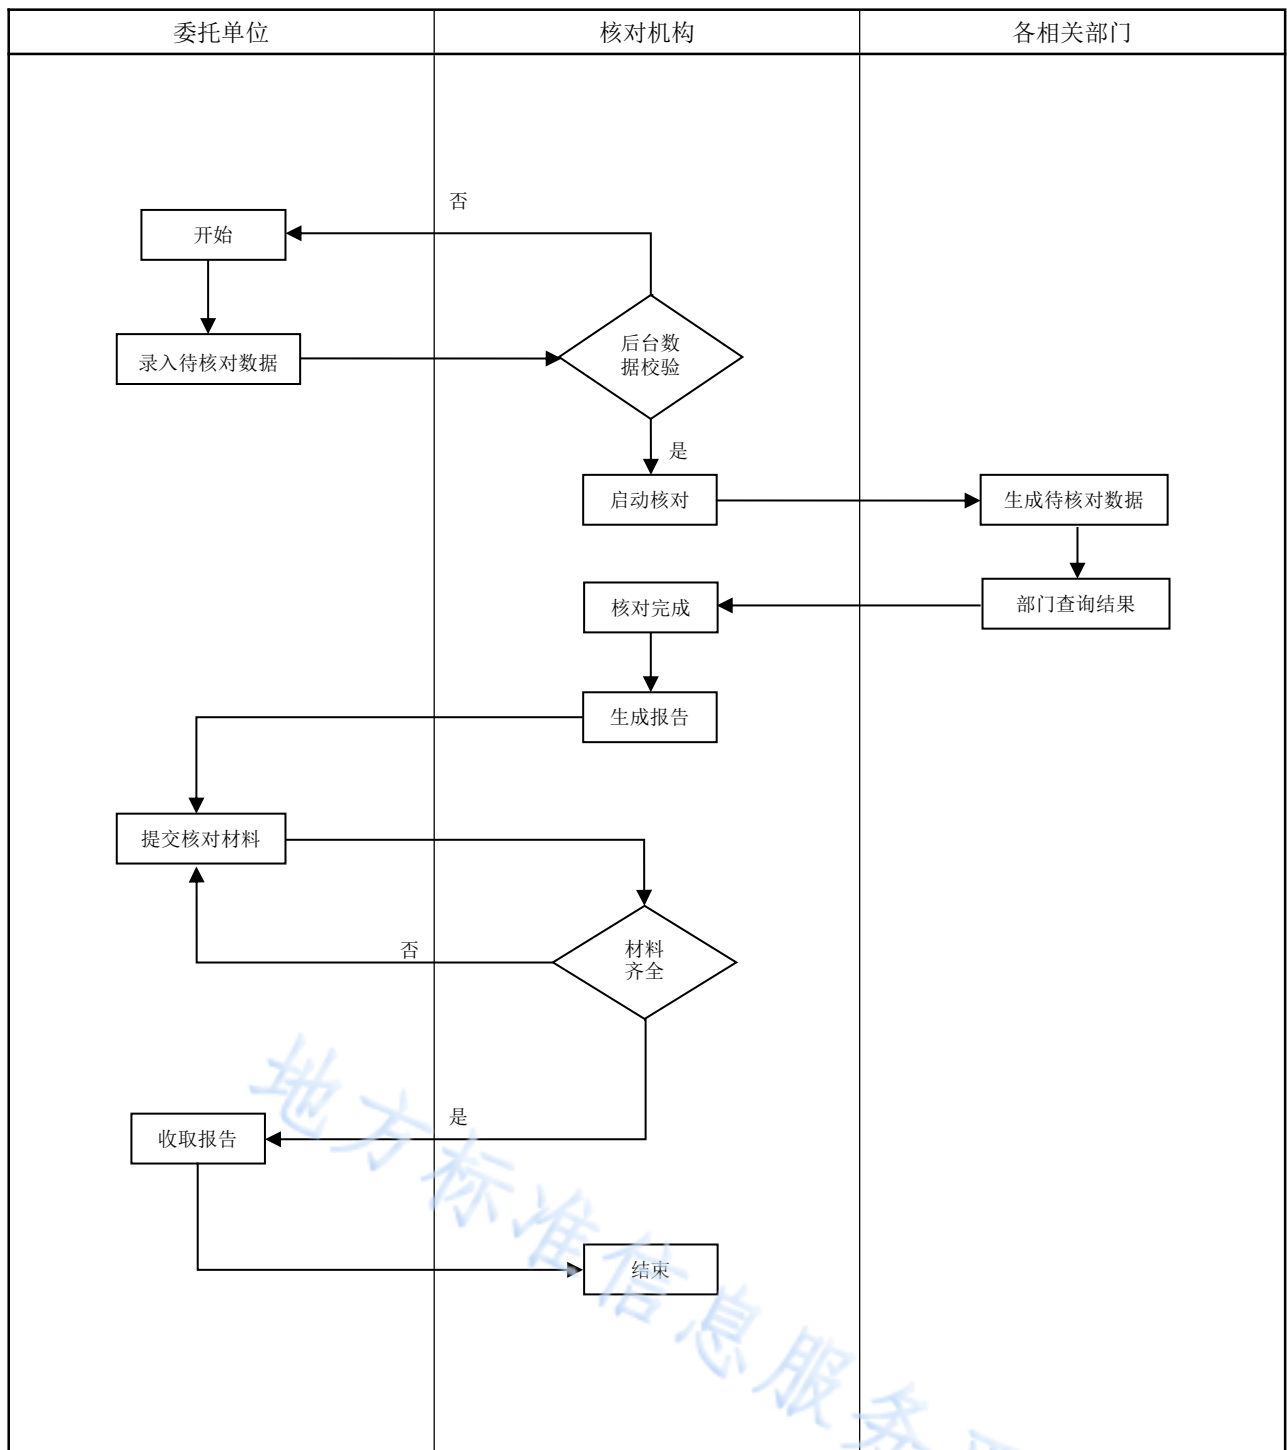 委托单位
核对机构
各相关部门
否
开始
后台数
据校验
录入待核对数据
是
启动核对
生成待核对数据
核对完成
部门查询结果
生成报告
提交核对材料
否
材料
齐全
是
收取报告
结束
地方标准信息服务